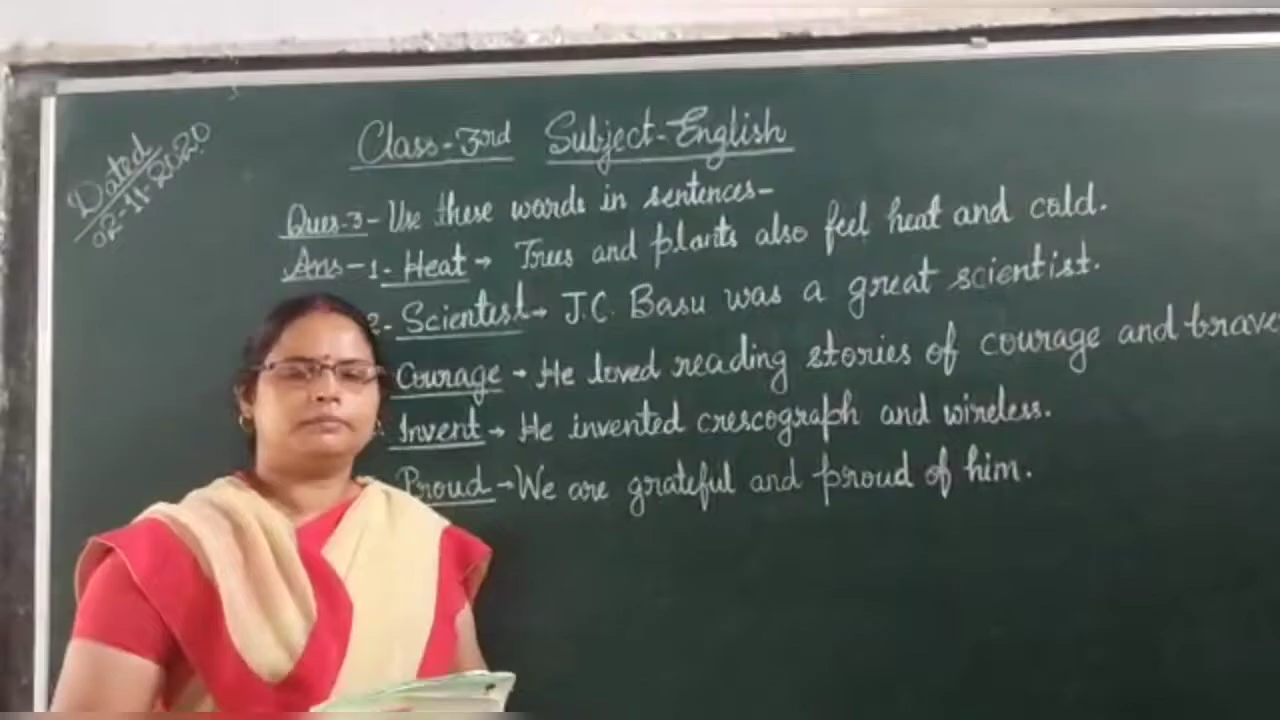 Dated
02-11-2020
Class-3rd Subject-English
Ques.3- Use these words in sentences-
Ans-1. Heat → Trees and plants also feel heat and cold.
2- Scientist → J.C. Basu was a great scientist.
Courage - He loved reading stories of courage and brave
Invent → He invented crescograph and wireless.
Proud → We are grateful and proud of him.